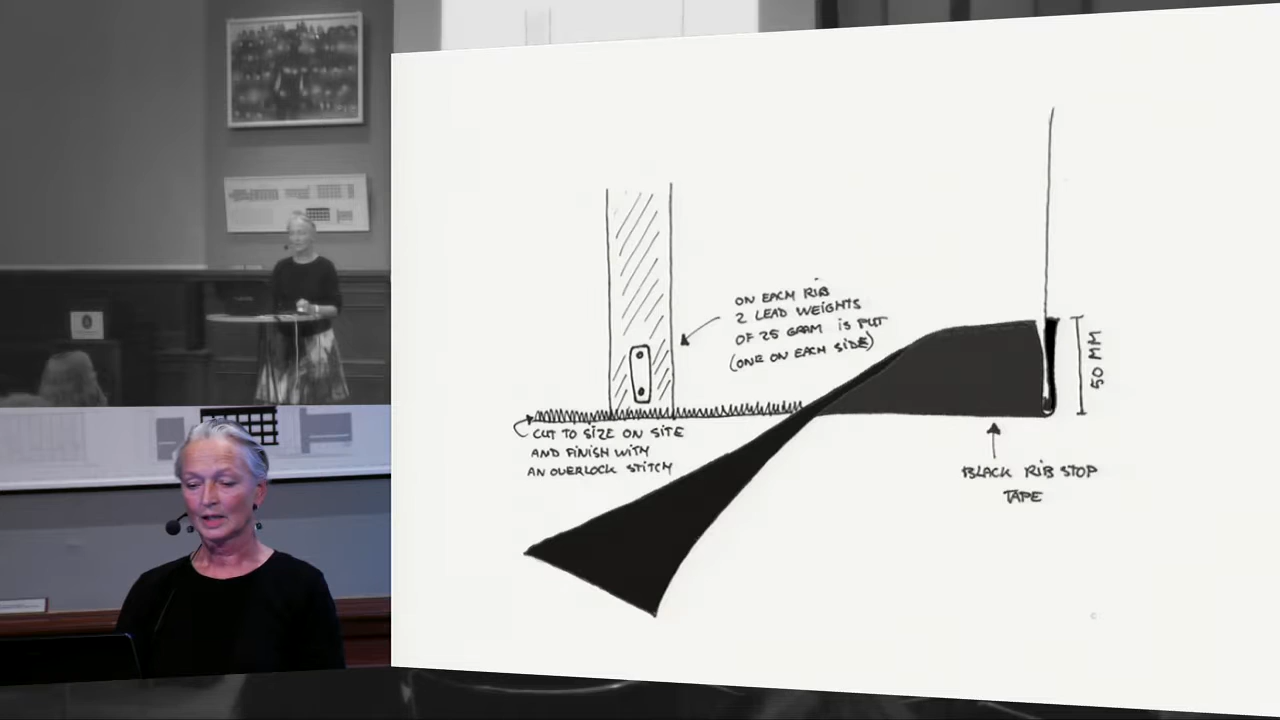 ON EACH RIB
2 LEAD WEIGHTS
OF 25 GRAM IS PUT
(ONE ON EACH SIDE)
CUT TO SIZE ON SITE
AND FINISH WITH
AN OVERLOCK STITCH
50 MM
BLACK RIB STOP
TAPE